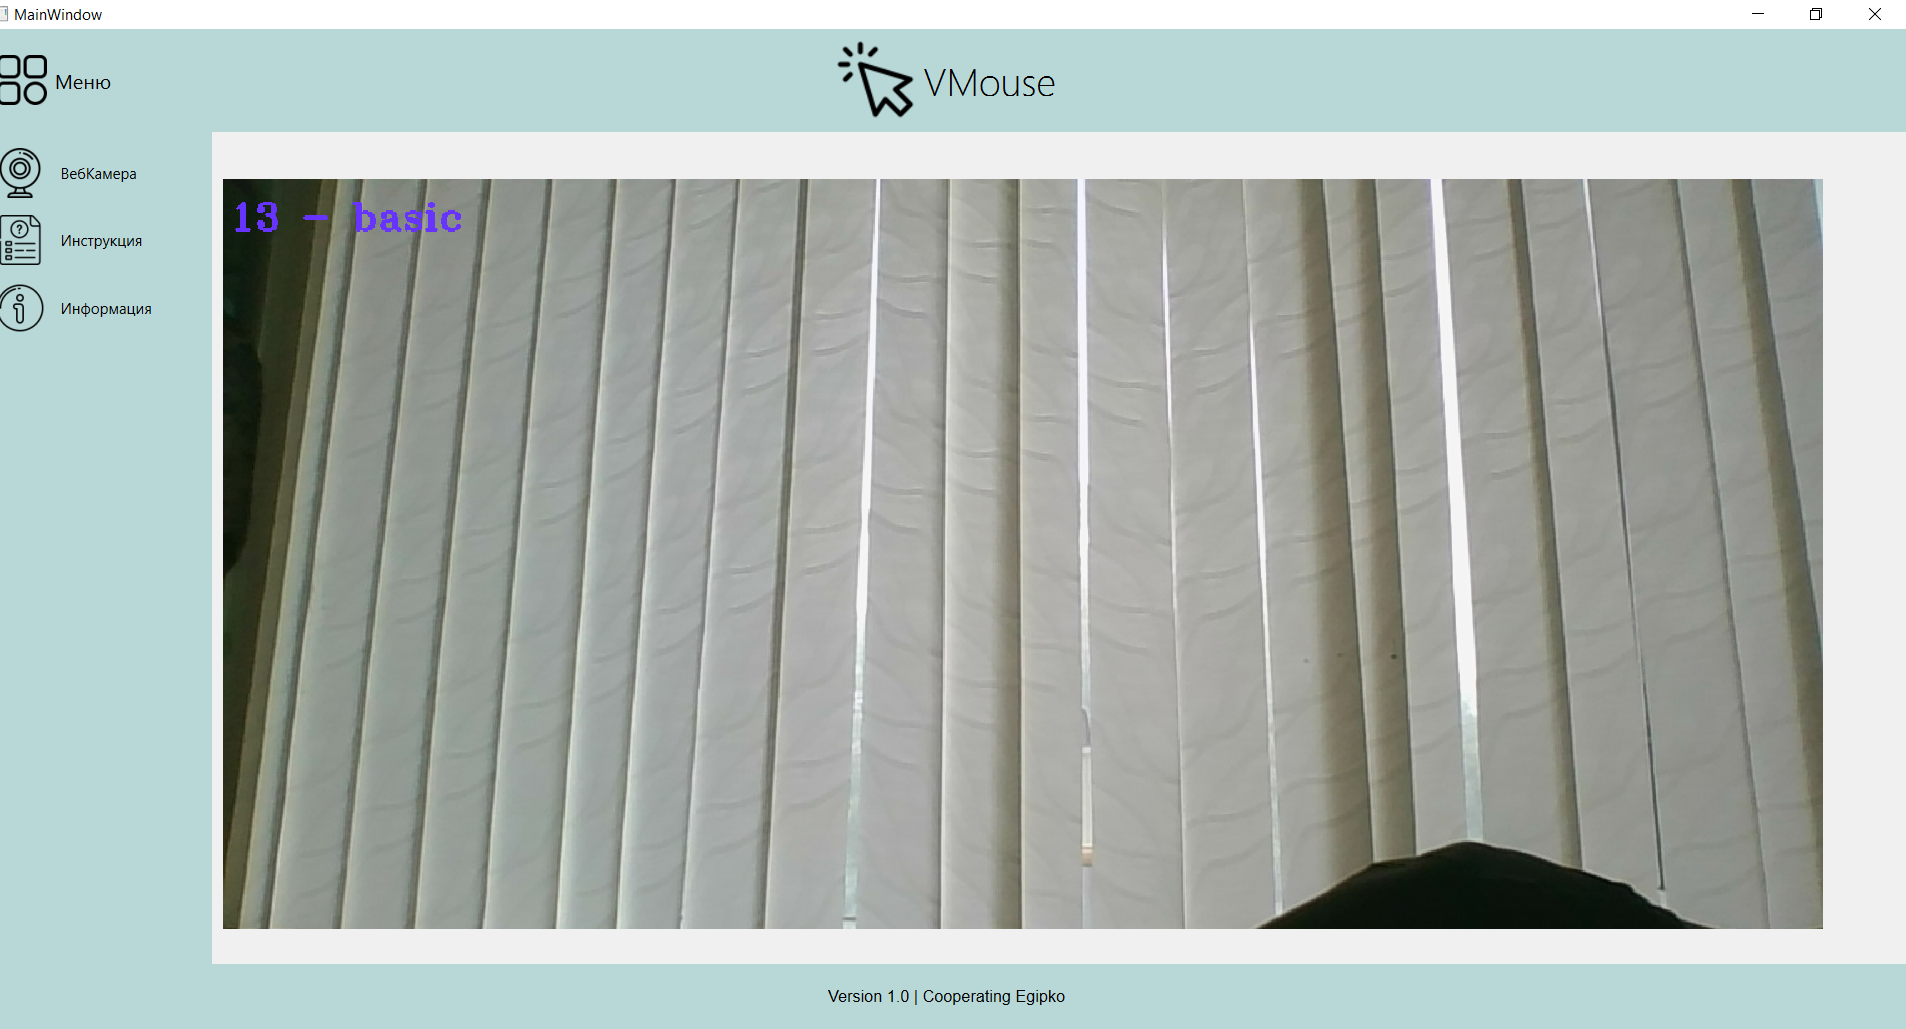 MainWindow
Меню
VMouse
ВебКамера
Инструкция
Информация
13 - basic
Version 1.0 | Cooperating Egipko